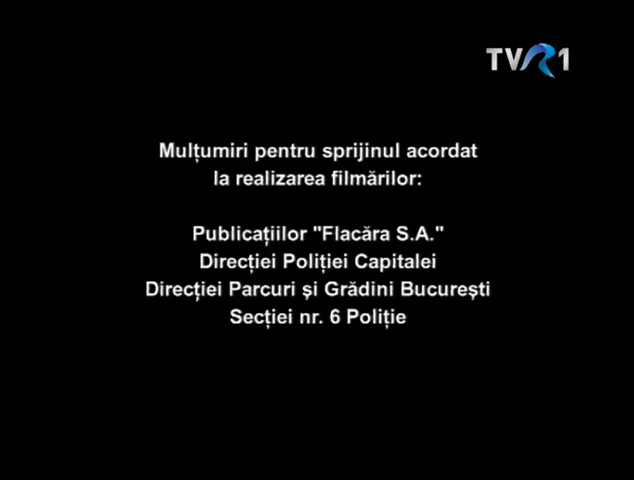 TVR1
Mulțumiri pentru sprijinul acordat
la realizarea filmărilor:
Publicațiilor "Flacăra S.A."
Direcției Poliției Capitalei
Direcției Parcuri și Grădini București
Secției nr. 6 Poliție